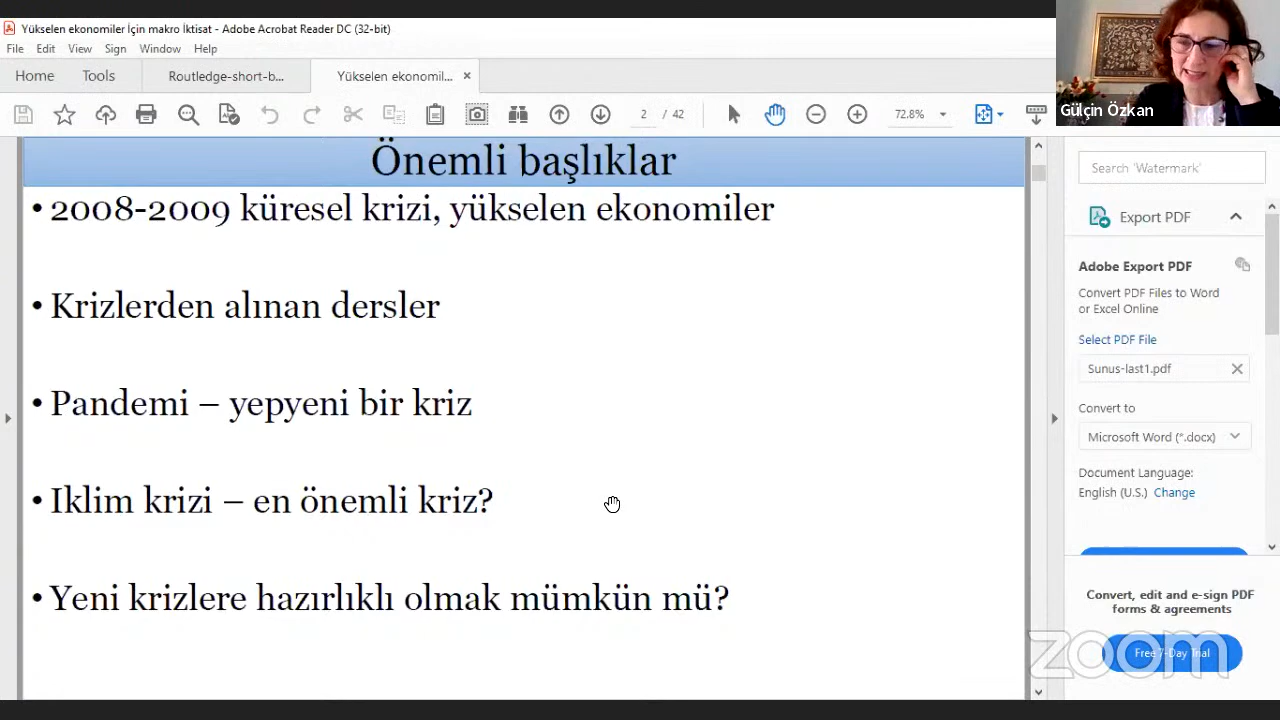 Yükselen ekonomiler İçin makro İktisat - Adobe Acrobat Reader DC (32-bit)
File Edit View Sign Window Help
Home Tools Routledge-short-b... Yükselen ekonomil... ×
2 / 42 72.8%
Gülçin Özkan
Önemli başlıklar
• 2008-2009 küresel krizi, yükselen ekonomiler
• Krizlerden alınan dersler
• Pandemi – yepyeni bir kriz
• Iklim krizi – en önemli kriz?
• Yeni krizlere hazırlıklı olmak mümkün mü?
Search 'Watermark'
Export PDF
Adobe Export PDF
Convert PDF Files to Word
or Excel Online
Select PDF File
Sunus-last1.pdf
Convert to
Microsoft Word (*.docx)
Document Language:
English (U.S.) Change
Convert, edit and e-sign PDF
forms & agreements
Free 7-Day Trial
zoom